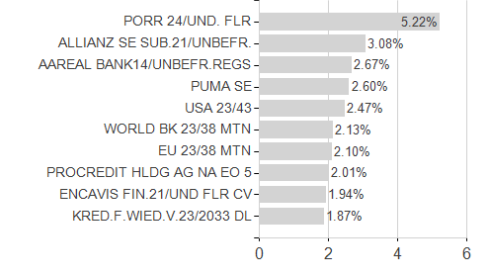 PORR 24/UND. FLR 5.22%
ALLIANZ SE SUB.21/UNBEFR. 3.08%
AAREAL BANK14/UNBEFR.REGS 2.67%
PUMA SE 2.60%
USA 23/43 2.47%
WORLD BK 23/38 MTN 2.13%
EU 23/38 MTN 2.10%
PROCREDIT HLDG AG NA EO 5 2.01%
ENCAVIS FIN.21/UND FLR CV 1.94%
KRED.F.WIED.V.23/2033 DL 1.87%
0 2 4 6